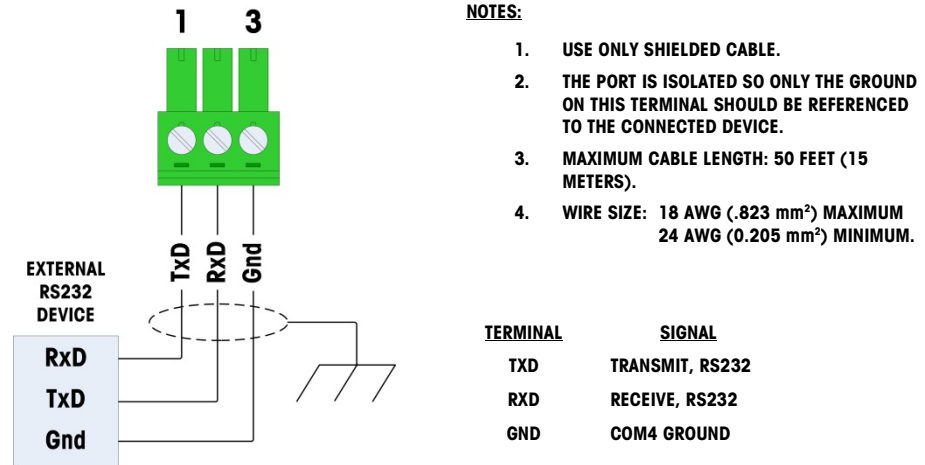 1 3
TxD
RxD
Gnd
EXTERNAL
RS232
DEVICE
RxD
TxD
Gnd
NOTES:
1. USE ONLY SHIELDED CABLE.
2. THE PORT IS ISOLATED SO ONLY THE GROUND
ON THIS TERMINAL SHOULD BE REFERENCED
TO THE CONNECTED DEVICE.
3. MAXIMUM CABLE LENGTH: 50 FEET (15
METERS).
4. WIRE SIZE: 18 AWG (.823 mm²) MAXIMUM
24 AWG (0.205 mm²) MINIMUM.
TERMINAL SIGNAL
TXD TRANSMIT, RS232
RXD RECEIVE, RS232
GND COM4 GROUND